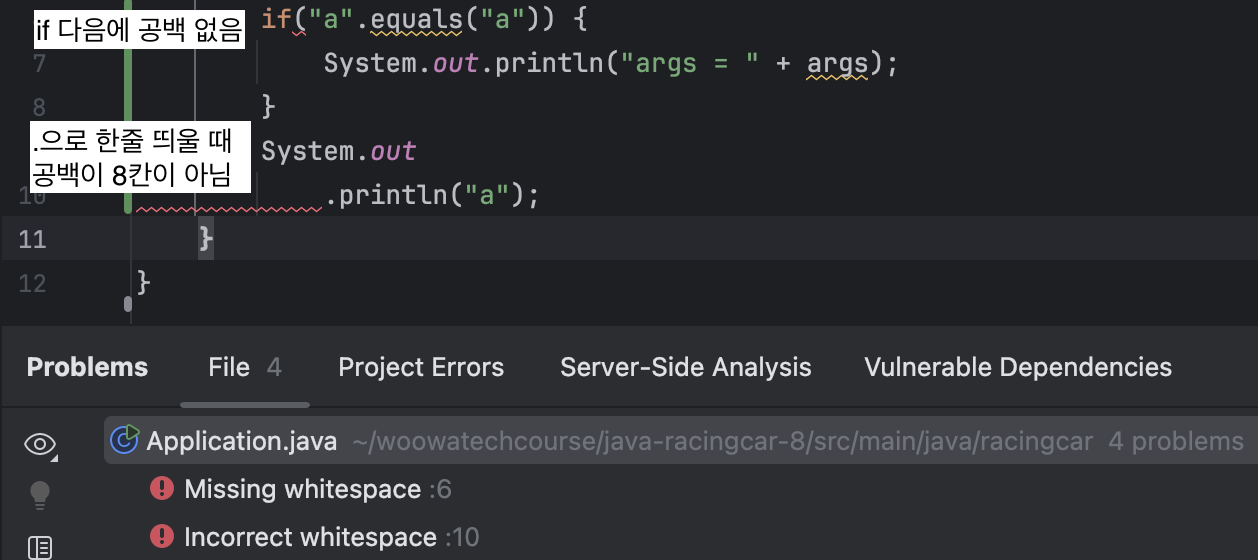 if 다음에 공백 없음
if("a".equals("a")) {
7 System.out.println("args = " + args);
8 }
.으로 한줄 띄울 때
공백이 8칸이 아님
System.out
10 .println("a");
11 }
12 }
Problems File 4 Project Errors Server-Side Analysis Vulnerable Dependencies
Application.java ~/woowatechcourse/java-racingcar-8/src/main/java/racingcar 4 problems
Missing whitespace :6
Incorrect whitespace :10